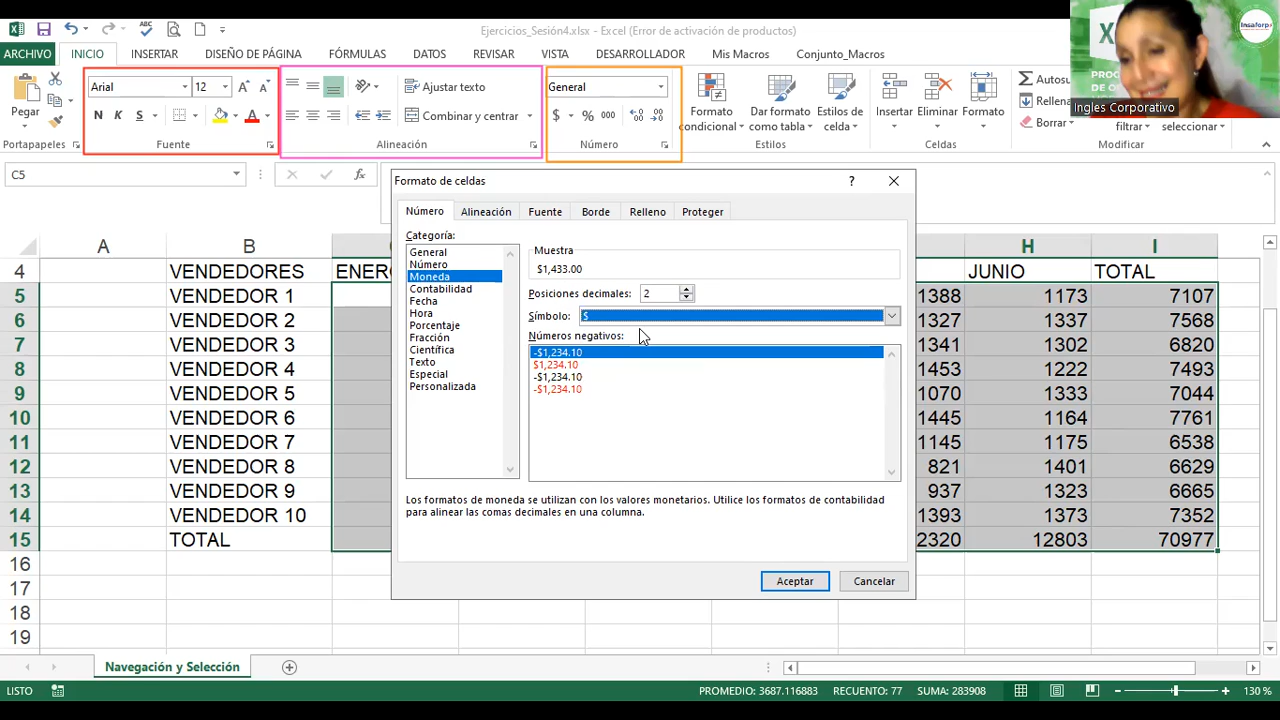 Ejercicios_Sesión4.xlsx - Excel (Error de activación de productos)
Insaforp
ARCHIVO INICIO INSERTAR DISEÑO DE PÁGINA FÓRMULAS DATOS REVISAR VISTA DESARROLLADOR Mis Macros Conjunto_Macros
Ingles Corporativo
Pegar
Portapapeles
Arial 12
N K S
Fuente
Ajustar texto
Combinar y centrar
Alineación
General
$ % 000
Número
Formato condicional
Dar formato como tabla
Estilos de celda
Estilos
Insertar Eliminar Formato
Celdas
Autosu
Rellena
Borrar
filtrar seleccionar
Modificar
C5
fx
A B H I
4 VENDEDORES ENERO JUNIO TOTAL
5 VENDEDOR 1 1388 1173 7107
6 VENDEDOR 2 1327 1337 7568
7 VENDEDOR 3 1341 1302 6820
8 VENDEDOR 4 1453 1222 7493
9 VENDEDOR 5 1070 1333 7044
10 VENDEDOR 6 1445 1164 7761
11 VENDEDOR 7 1145 1175 6538
12 VENDEDOR 8 821 1401 6629
13 VENDEDOR 9 937 1323 6665
14 VENDEDOR 10 1393 1373 7352
15 TOTAL 2320 12803 70977
16
17
18
19
Formato de celdas
Número Alineación Fuente Borde Relleno Proteger
Categoría:
General
Número
Moneda
Contabilidad
Fecha
Hora
Porcentaje
Fracción
Científica
Texto
Especial
Personalizada
Muestra
$1,433.00
Posiciones decimales: 2
Símbolo: $
Números negativos:
-$1,234.10
$1,234.10
-$1,234.10
-$1,234.10
Los formatos de moneda se utilizan con los valores monetarios. Utilice los formatos de contabilidad
para alinear las comas decimales en una columna.
Aceptar Cancelar
Navegación y Selección
LISTO PROMEDIO: 3687.116883 RECUENTO: 77 SUMA: 283908 130 %